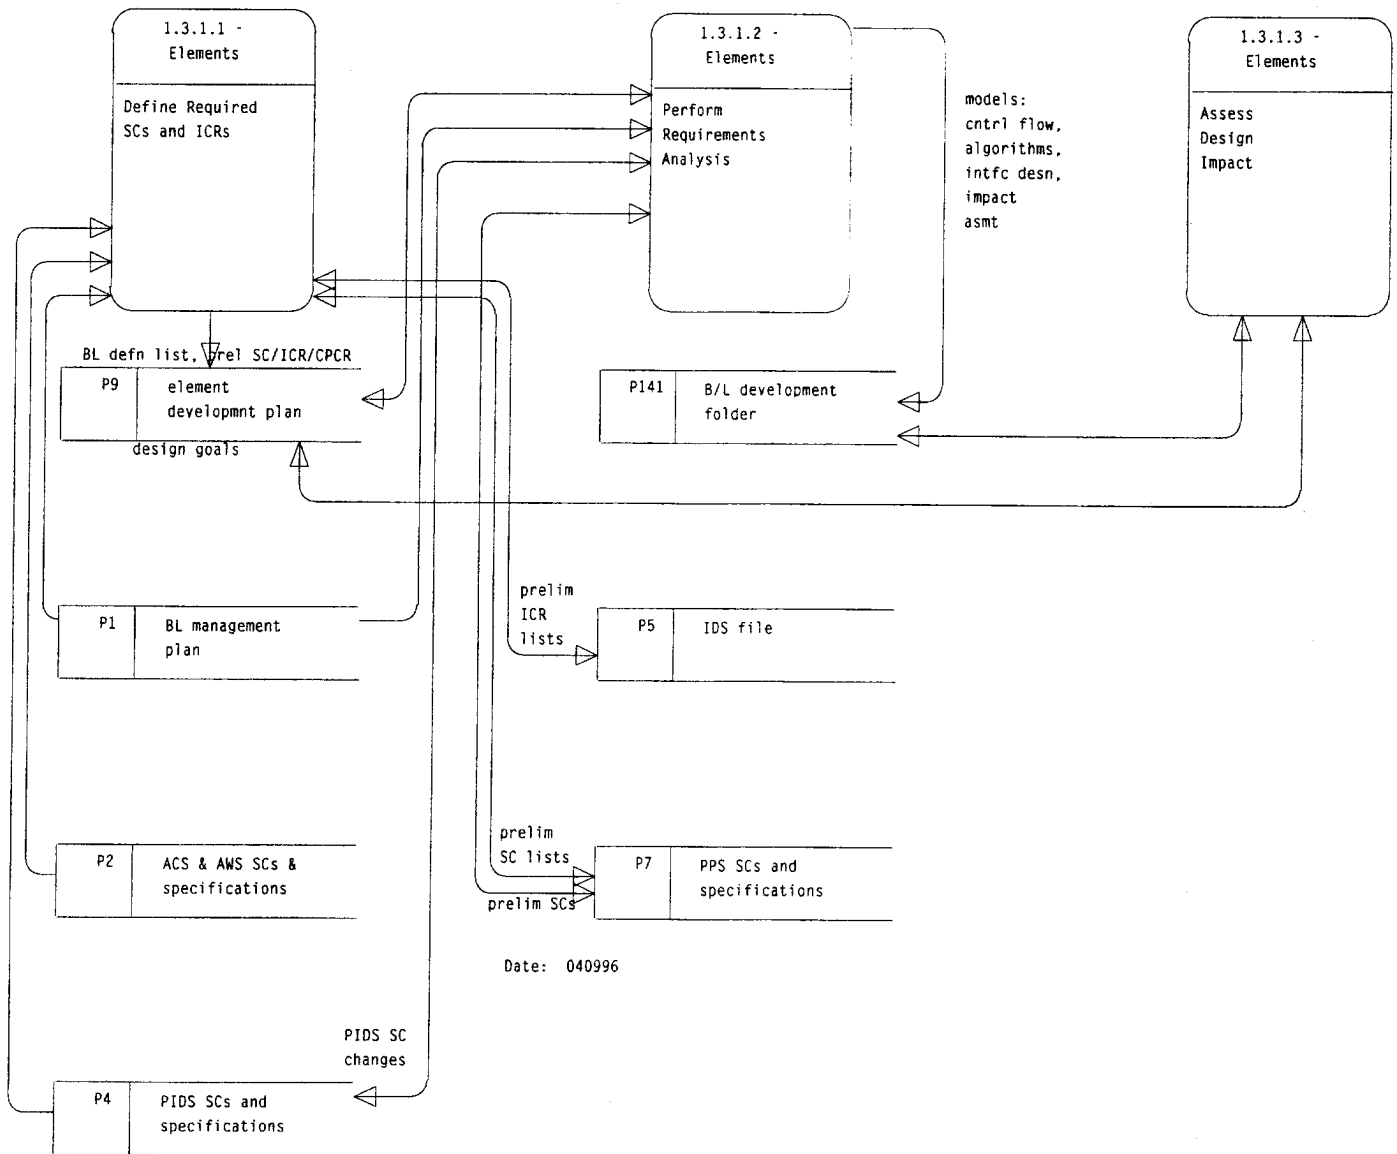 1.3.1.1 -
Elements
Define Required
SCs and ICRs
1.3.1.2 -
Elements
Perform
Requirements
Analysis
models:
cntrl flow,
algorithms,
intfc desn,
impact
asmt
1.3.1.3 -
Elements
Assess
Design
Impact
BL defn list, prel SC/ICR/CPCR
P9
element
developmnt plan
design goals
P141
B/L development
folder
P1
BL management
plan
prelim
ICR
lists
P5
IDS file
P2
ACS & AWS SCs &
specifications
prelim
SC lists
prelim SCs
P7
PPS SCs and
specifications
Date: 040996
PIDS SC
changes
P4
PIDS SCs and
specifications